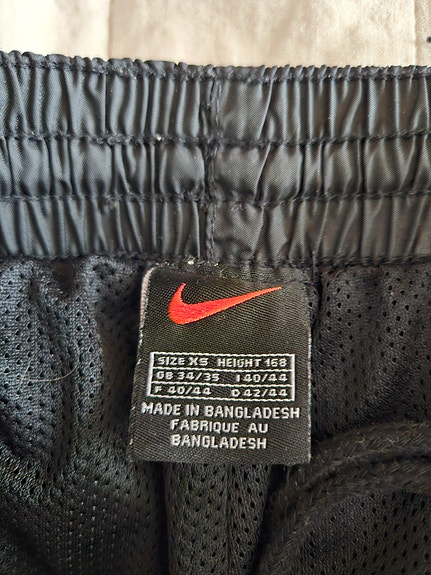 SIZE XS HEIGHT 168
GB 34/35 I 40/44
F 40/44 D 42/44
MADE IN BANGLADESH
FABRIQUE AU
BANGLADESH